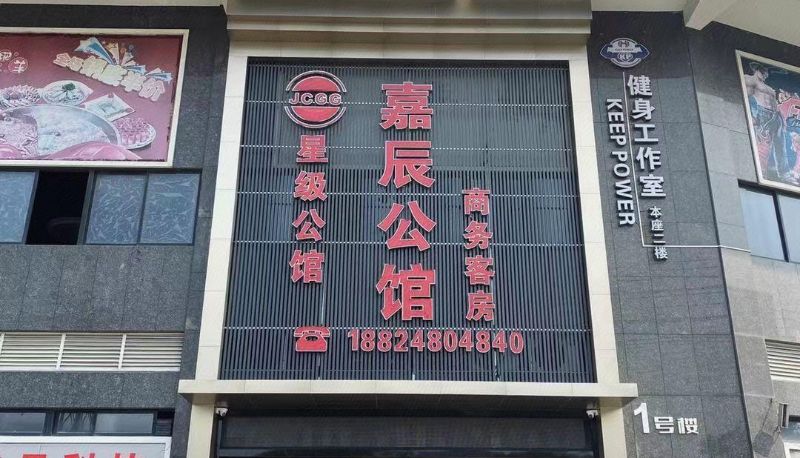 JCGG
星级公馆
嘉辰公馆
商务客房
18824804840
健身工作室
KEEP POWER
本座二楼
1号楼